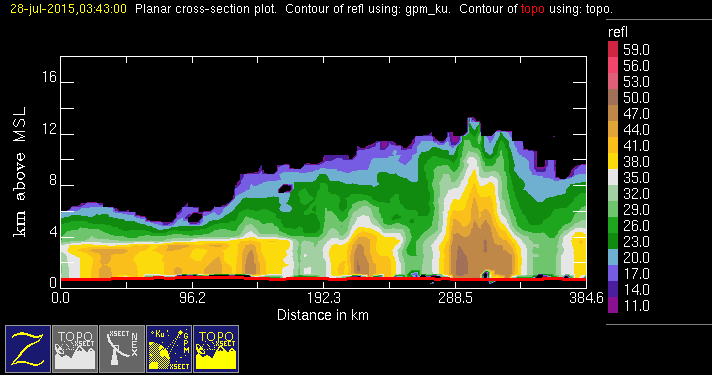 28-jul-2015,03:43:00 Planar cross-section plot. Contour of refl using: gpm_ku. Contour of topo using: topo.
refl
59.0
56.0
53.0
50.0
47.0
44.0
41.0
38.0
35.0
32.0
29.0
26.0
23.0
20.0
17.0
14.0
11.0
km above MSL
16
12
8
4
0
0.0 96.2 192.3 288.5 384.6
Distance in km
Z
TOPO XSECT
XSECT XSM2
Ku GPM XSECT
TOPO XSECT